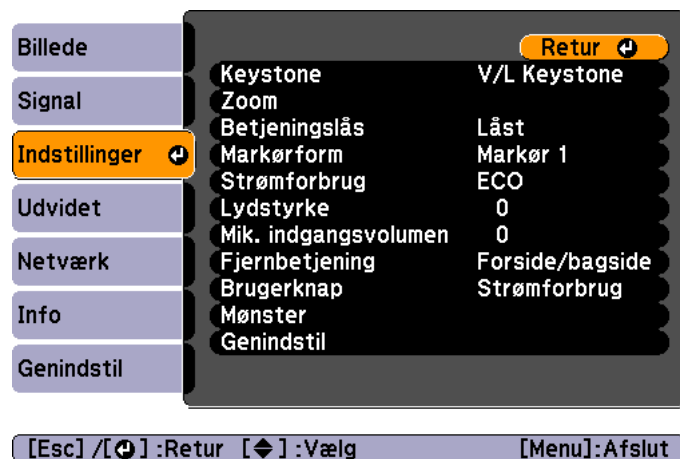 Billede
Signal
Indstillinger
Udvidet
Netværk
Info
Genindstil
Retur
Keystone V/L Keystone
Zoom
Betjeningslås Låst
Markørform Markør 1
Strømforbrug ECO
Lydstyrke 0
Mik. indgangsvolumen 0
Fjernbetjening Forside/bagside
Brugerknap Strømforbrug
Mønster
Genindstil
[Esc] /[⏎] :Retur [◆] :Vælg [Menu]:Afslut